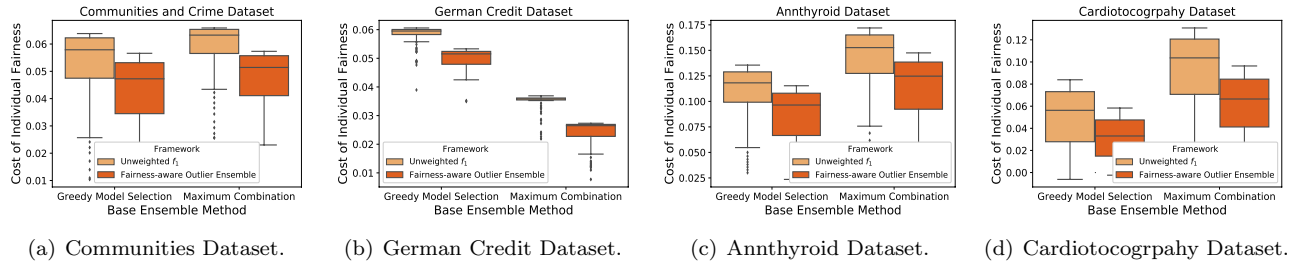 Communities and Crime Dataset
Cost of Individual Fairness
0.06
0.05
0.04
0.03
0.02
0.01
Framework
Unweighted f1
Fairness-aware Outlier Ensemble
Greedy Model Selection Maximum Combination
Base Ensemble Method
(a) Communities Dataset.
German Credit Dataset
Cost of Individual Fairness
0.06
0.05
0.04
0.03
0.02
0.01
Framework
Unweighted f1
Fairness-aware Outlier Ensemble
Greedy Model Selection Maximum Combination
Base Ensemble Method
(b) German Credit Dataset.
Annthyroid Dataset
Cost of Individual Fairness
0.175
0.150
0.125
0.100
0.075
0.050
0.025
Framework
Unweighted f1
Fairness-aware Outlier Ensemble
Greedy Model Selection Maximum Combination
Base Ensemble Method
(c) Annthyroid Dataset.
Cardiotocogrpahy Dataset
Cost of Individual Fairness
0.12
0.10
0.08
0.06
0.04
0.02
0.00
Framework
Unweighted f1
Fairness-aware Outlier Ensemble
Greedy Model Selection Maximum Combination
Base Ensemble Method
(d) Cardiotocogrpahy Dataset.